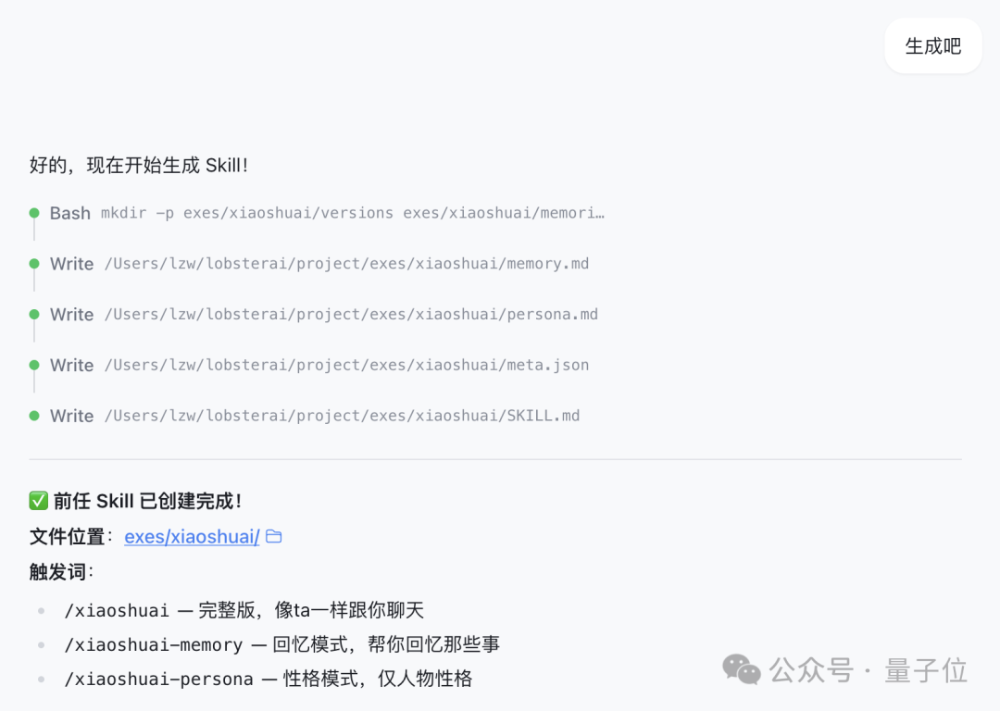 生成吧
好的，现在开始生成 Skill！
Bash mkdir -p exes/xiaoshuai/versions exes/xiaoshuai/memori…
Write /Users/lzw/lobsterai/project/exes/xiaoshuai/memory.md
Write /Users/lzw/lobsterai/project/exes/xiaoshuai/persona.md
Write /Users/lzw/lobsterai/project/exes/xiaoshuai/meta.json
Write /Users/lzw/lobsterai/project/exes/xiaoshuai/SKILL.md
✅ 前任 Skill 已创建完成！
文件位置：exes/xiaoshuai/
触发词：
/xiaoshuai — 完整版，像ta一样跟你聊天
/xiaoshuai-memory — 回忆模式，帮你回忆那些事
/xiaoshuai-persona — 性格模式，仅人物性格
公众号 · 量子位